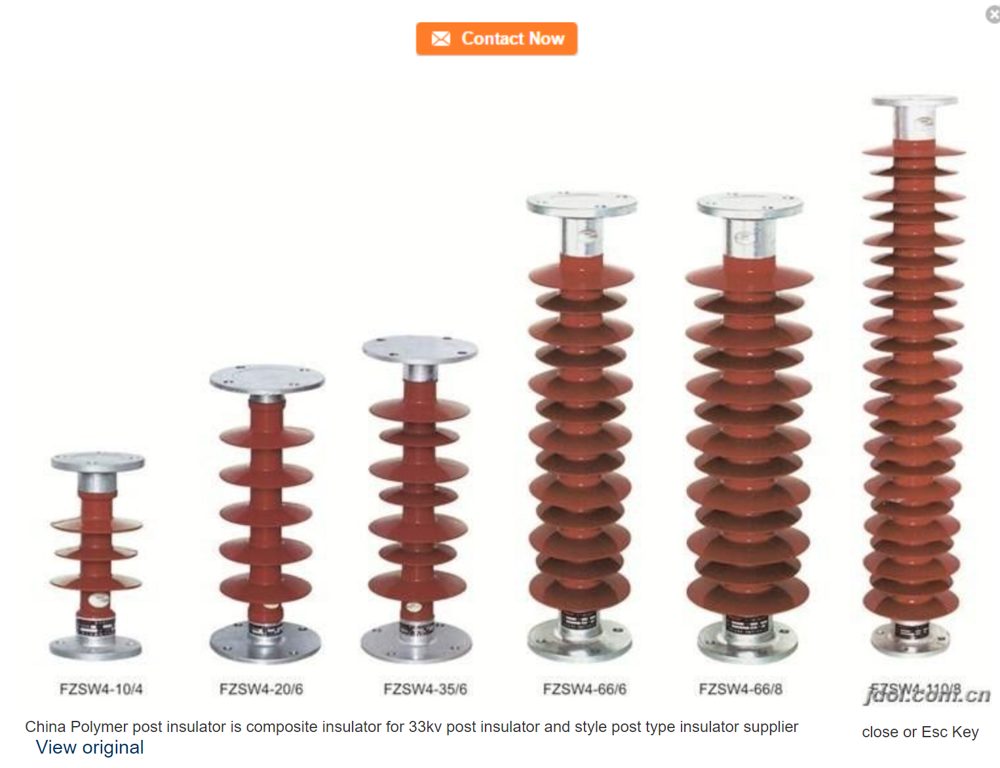 Contact Now
FZSW4-10/4
FZSW4-20/6
FZSW4-35/6
FZSW4-66/6
FZSW4-66/8
FZSW4-110/8
jdol.com.cn
China Polymer post insulator is composite insulator for 33kv post insulator and style post type insulator supplier
close or Esc Key
View original